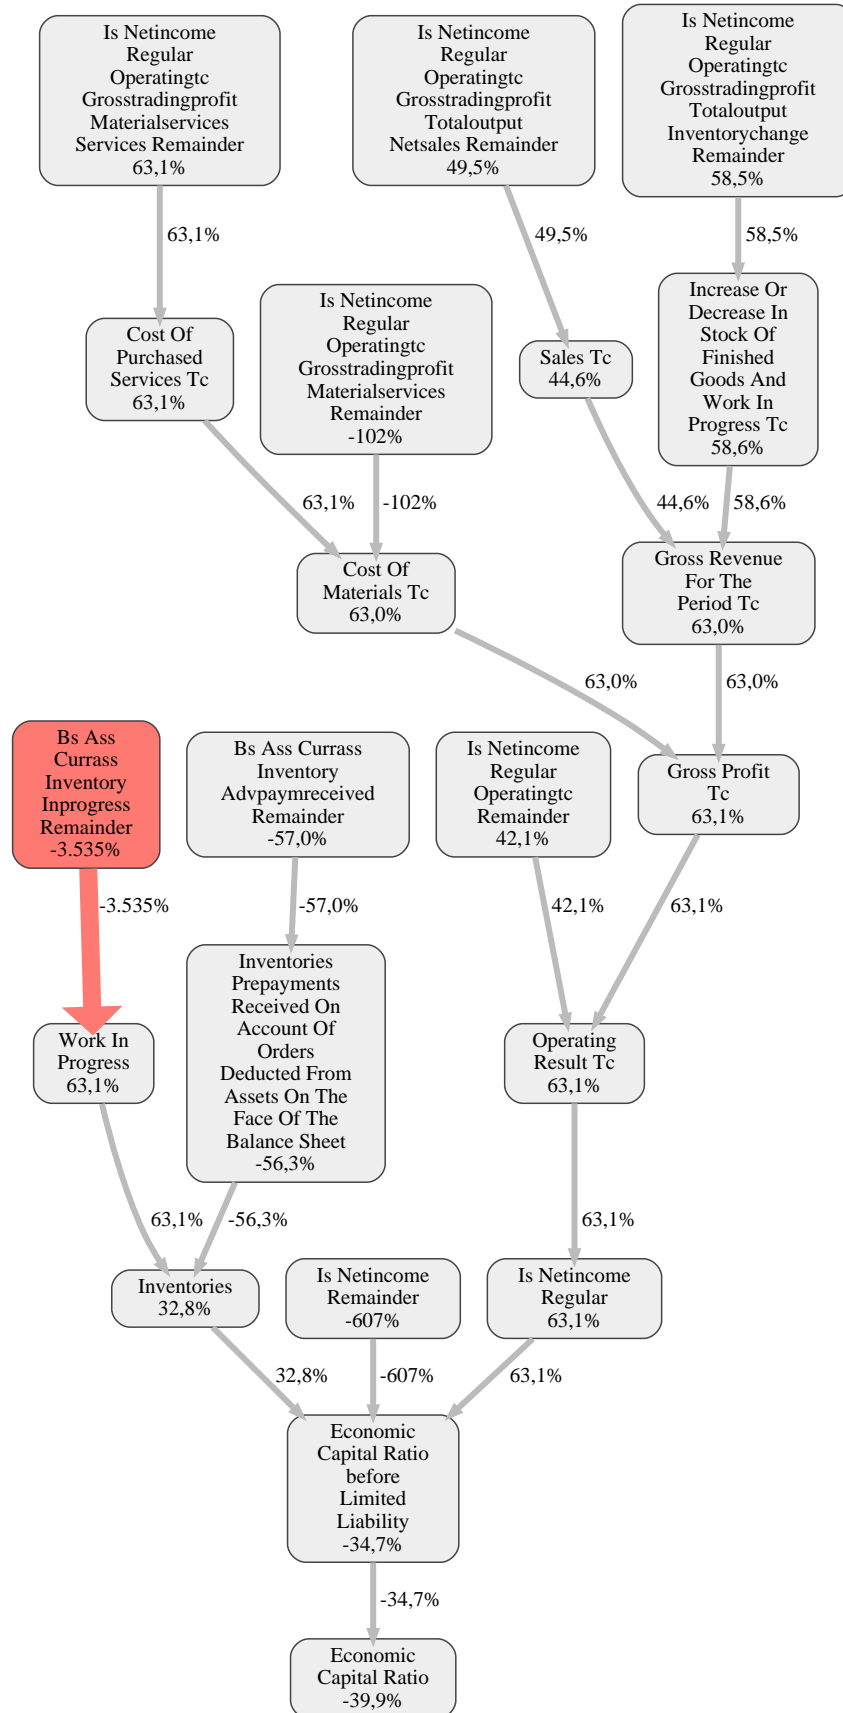 Is Netincome
Regular
Operatingtc
Grosstradingprofit
Materialservices
Services Remainder
63,1%
Is Netincome
Regular
Operatingtc
Grosstradingprofit
Totaloutput
Netsales Remainder
49,5%
Is Netincome
Regular
Operatingtc
Grosstradingprofit
Totaloutput
Inventorychange
Remainder
58,5%
63,1%
49,5%
58,5%
Cost Of
Purchased
Services Tc
63,1%
Is Netincome
Regular
Operatingtc
Grosstradingprofit
Materialservices
Remainder
-102%
Sales Tc
44,6%
Increase Or
Decrease In
Stock Of
Finished
Goods And
Work In
Progress Tc
58,6%
63,1%
-102%
44,6%
58,6%
Cost Of
Materials Tc
63,0%
Gross Revenue
For The
Period Tc
63,0%
63,0%
63,0%
Bs Ass
Currass
Inventory
Inprogress
Remainder
-3.535%
Bs Ass Currass
Inventory
Advpaymreceived
Remainder
-57,0%
Is Netincome
Regular
Operatingtc
Remainder
42,1%
Gross Profit
Tc
63,1%
-3.535%
-57,0%
42,1%
63,1%
Work In
Progress
63,1%
Inventories
Prepayments
Received On
Account Of
Orders
Deducted From
Assets On The
Face Of The
Balance Sheet
-56,3%
Operating
Result Tc
63,1%
63,1%
-56,3%
63,1%
Inventories
32,8%
Is Netincome
Remainder
-607%
Is Netincome
Regular
63,1%
32,8%
-607%
63,1%
Economic
Capital Ratio
before
Limited
Liability
-34,7%
-34,7%
Economic
Capital Ratio
-39,9%